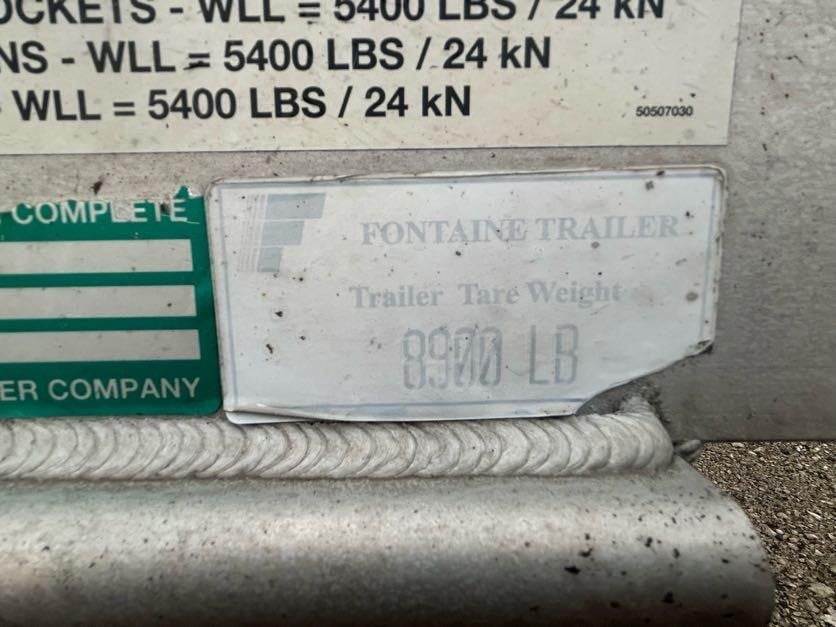 OCKETS - WLL = 5400 LBS / 24 kN
NS - WLL = 5400 LBS / 24 kN
- WLL = 5400 LBS / 24 kN
50507030
COMPLETE
ER COMPANY
FONTAINE TRAILER
Trailer Tare Weight
8900 LB